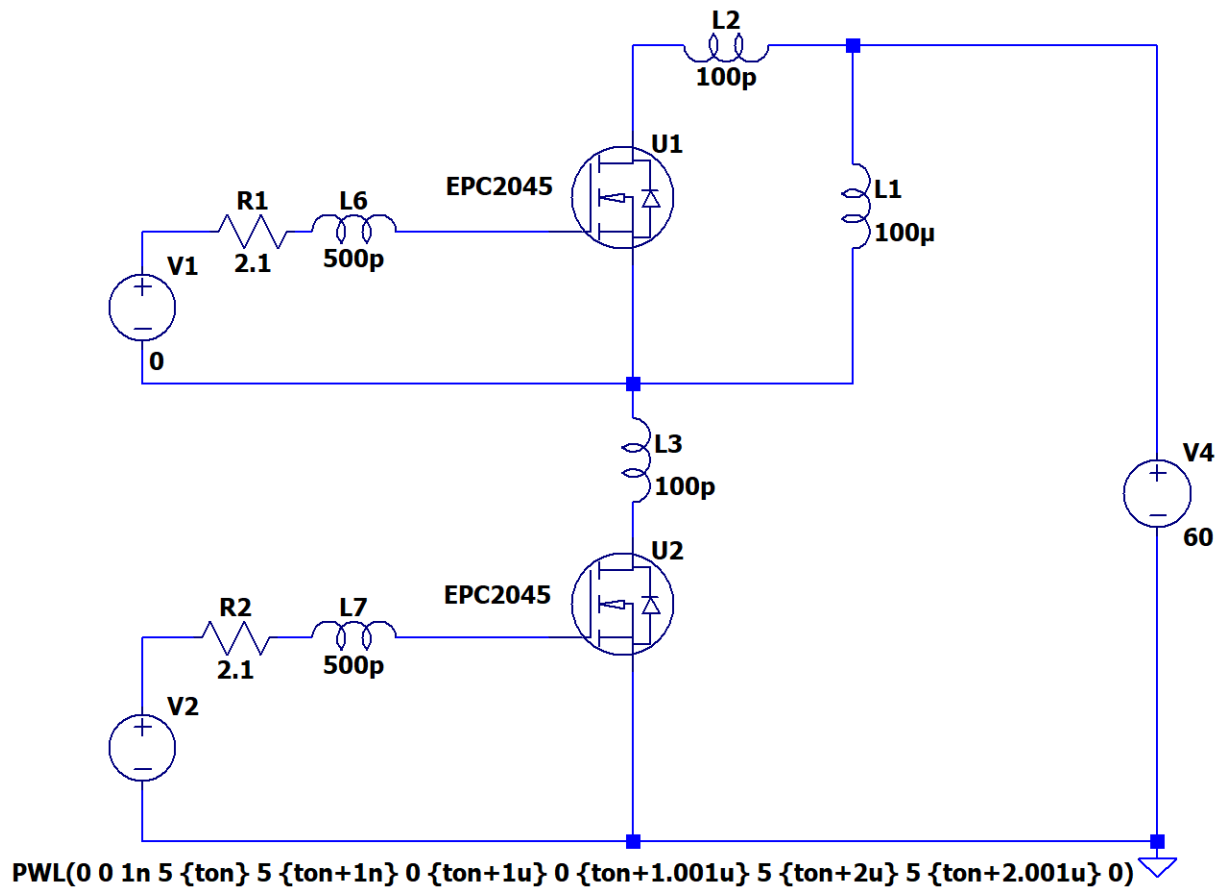 L2
100p
U1
EPC2045
L1
100µ
R1
2.1
L6
500p
V1
0
L3
100p
V4
60
U2
EPC2045
R2
2.1
L7
500p
V2
PWL(0 0 1n 5 {ton} 5 {ton+1n} 0 {ton+1u} 0 {ton+1.001u} 5 {ton+2u} 5 {ton+2.001u} 0)